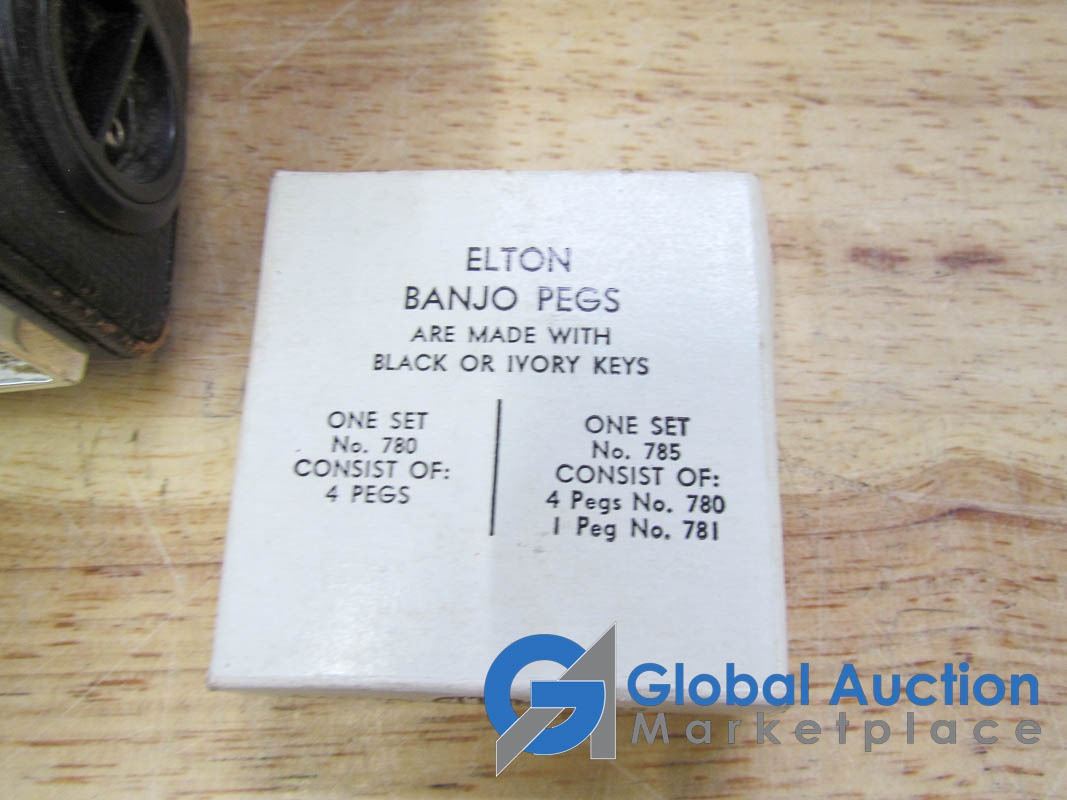 ELTON
BANJO PEGS
ARE MADE WITH
BLACK OR IVORY KEYS
ONE SET
No. 780
CONSIST OF:
4 PEGS
ONE SET
No. 785
CONSIST OF:
4 Pegs No. 780
1 Peg No. 781
Global Auction
Marketplace